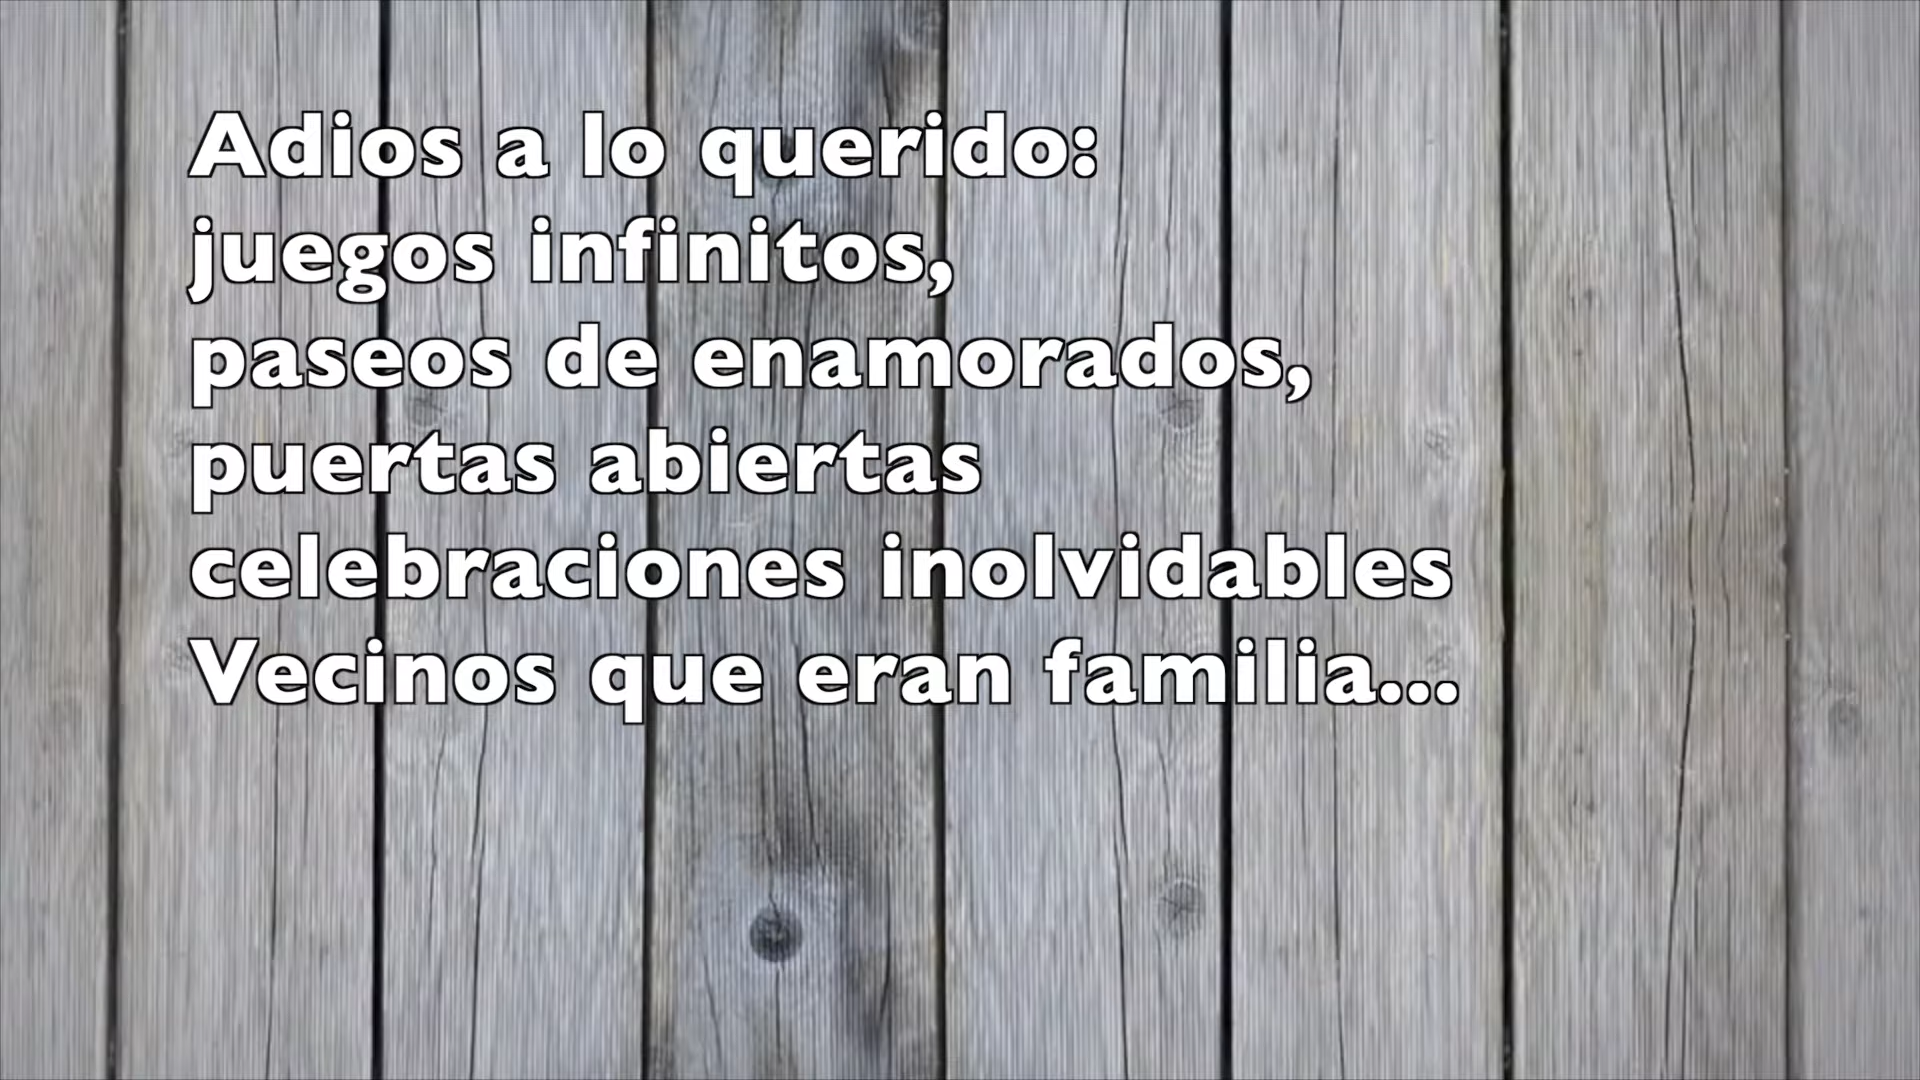 Adios a lo querido:
juegos infinitos,
paseos de enamorados,
puertas abiertas
celebraciones inolvidables
Vecinos que eran familia...